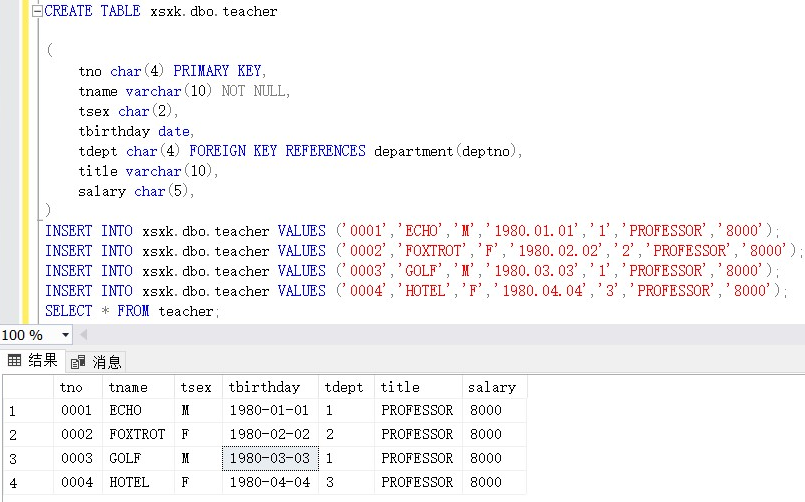 CREATE TABLE xsxk.dbo.teacher
(
tno char(4) PRIMARY KEY,
tname varchar(10) NOT NULL,
tsex char(2),
tbirthday date,
tdept char(4) FOREIGN KEY REFERENCES department(deptno),
title varchar(10),
salary char(5),
)
INSERT INTO xsxk.dbo.teacher VALUES ('0001','ECHO','M','1980.01.01','1','PROFESSOR','8000');
INSERT INTO xsxk.dbo.teacher VALUES ('0002','FOXTROT','F','1980.02.02','2','PROFESSOR','8000');
INSERT INTO xsxk.dbo.teacher VALUES ('0003','GOLF','M','1980.03.03','1','PROFESSOR','8000');
INSERT INTO xsxk.dbo.teacher VALUES ('0004','HOTEL','F','1980.04.04','3','PROFESSOR','8000');
SELECT * FROM teacher;
100 %
结果 消息
tno tname tsex tbirthday tdept title salary
1 0001 ECHO M 1980-01-01 1 PROFESSOR 8000
2 0002 FOXTROT F 1980-02-02 2 PROFESSOR 8000
3 0003 GOLF M 1980-03-03 1 PROFESSOR 8000
4 0004 HOTEL F 1980-04-04 3 PROFESSOR 8000